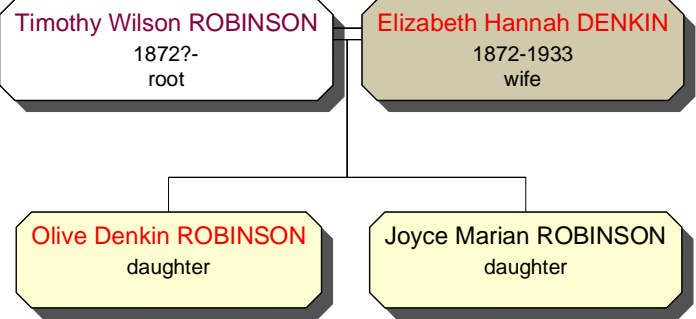 Timothy Wilson ROBINSON
1872?-
root
Elizabeth Hannah DENKIN
1872-1933
wife
Olive Denkin ROBINSON
daughter
Joyce Marian ROBINSON
daughter